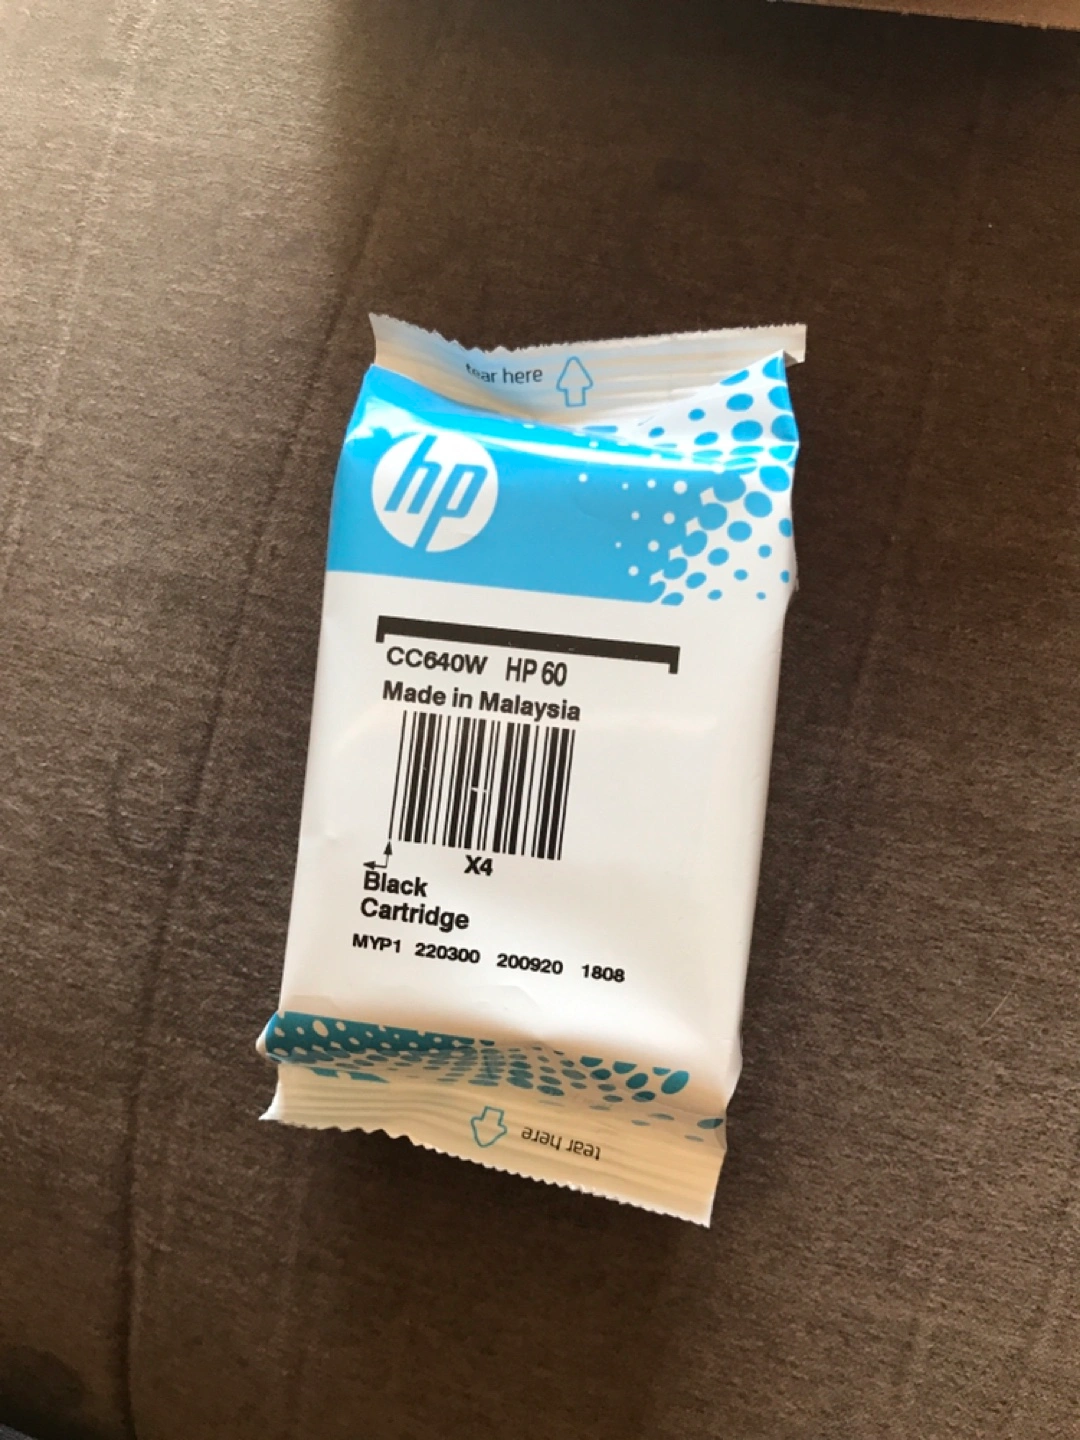 tear here
hp
CC640W HP 60
Made in Malaysia
X4
Black
Cartridge
MYP1 220300 200920 1808
tear here